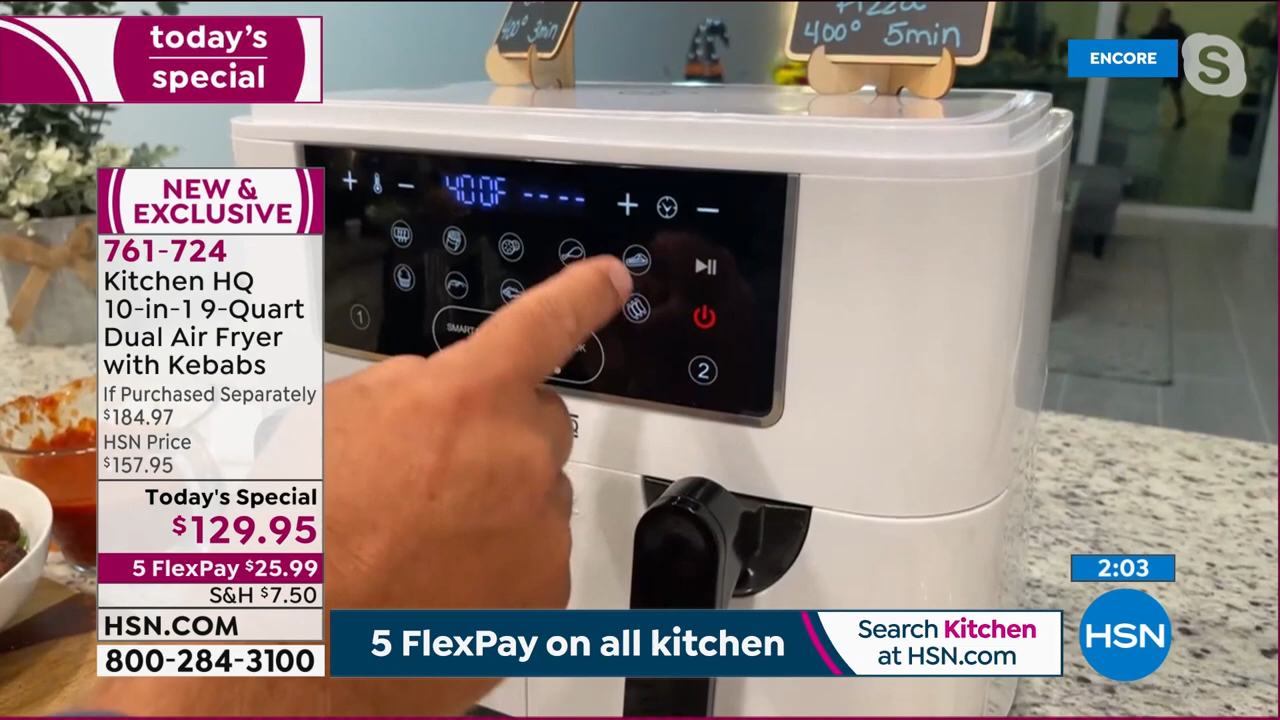 today's
special
400° 3min
Pizza
400° 5min
ENCORE
S
NEW &
EXCLUSIVE
761-724
Kitchen HQ
10-in-1 9-Quart
Dual Air Fryer
with Kebabs
If Purchased Separately
$184.97
HSN Price
$157.95
Today's Special
$129.95
5 FlexPay $25.99
S&H $7.50
HSN.COM
800-284-3100
+ − 400F ---- + −
1
SMART
2
5 FlexPay on all kitchen
Search Kitchen
at HSN.com
2:03
HSN